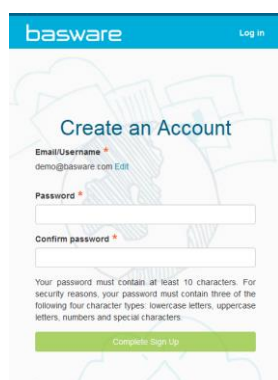 basware
Log in
Create an Account
Email/Username *
demo@basware.com Edit
Password *
Confirm password *
Your password must contain at least 10 characters. For
security reasons, your password must contain three of the
following four character types: lowercase letters, uppercase
letters, numbers and special characters.
Complete Sign Up